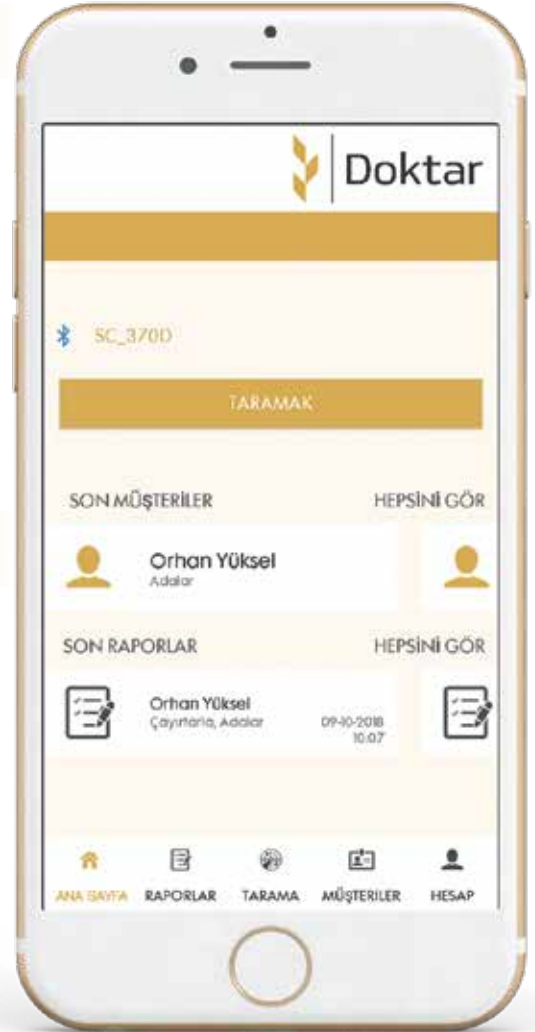 Doktar
SC_370D
TARAMAK
SON MÜŞTERİLER HEPSİNİ GÖR
Orhan Yüksel
Adalar
SON RAPORLAR HEPSİNİ GÖR
Orhan Yüksel
Çayırtarla, Adalar 09-10-2018
10:07
ANA SAYFA RAPORLAR TARAMA MÜŞTERİLER HESAP